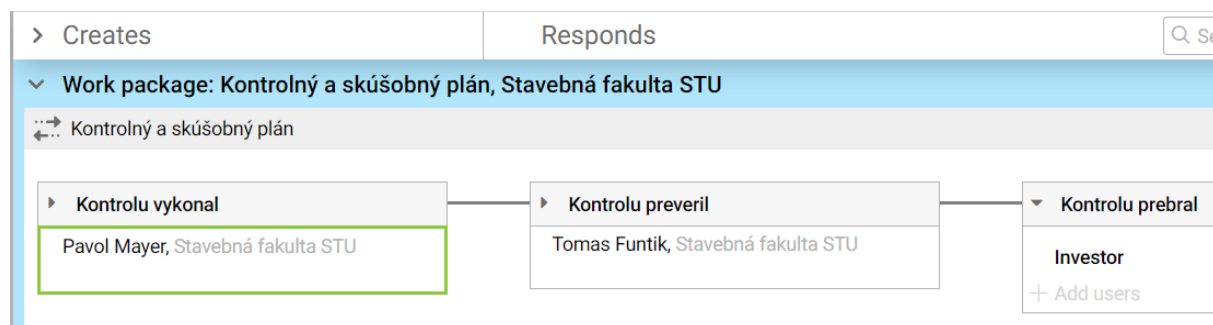 Creates
Responds
Work package: Kontrolný a skúšobný plán, Stavebná fakulta STU
Kontrolný a skúšobný plán
Kontrolu vykonal
Pavol Mayer, Stavebná fakulta STU
Kontrolu preveril
Tomas Funtik, Stavebná fakulta STU
Kontrolu prebral
Investor
Add users